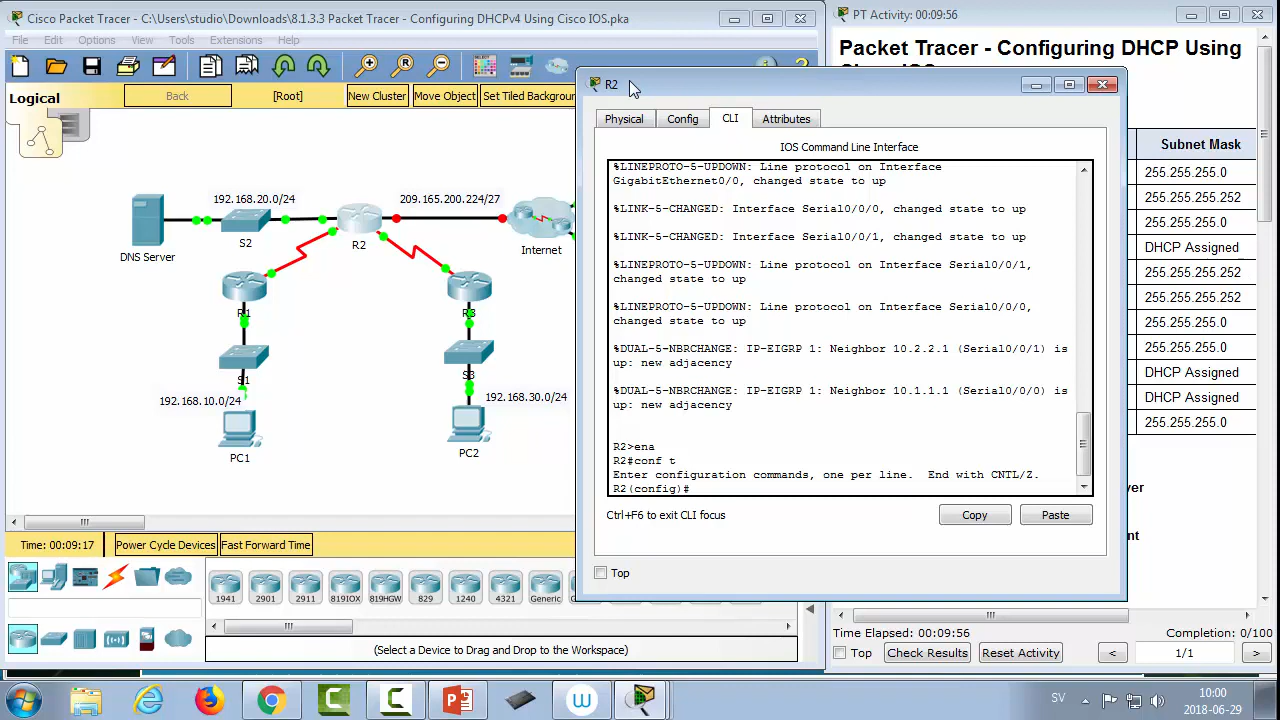 Cisco Packet Tracer - C:\Users\studio\Downloads\8.1.3.3 Packet Tracer - Configuring DHCPv4 Using Cisco IOS.pka
File Edit Options View Tools Extensions Help
Logical
Back
[Root]
New Cluster
Move Object
Set Tiled Backgroun
192.168.20.0/24
209.165.200.224/27
S2
R2
DNS Server
Internet
R1
R3
S1
S3
192.168.10.0/24
192.168.30.0/24
PC1
PC2
Time: 00:09:17
Power Cycle Devices
Fast Forward Time
1941
2901
2911
819IOX
819HGW
829
1240
4321
Generic
(Select a Device to Drag and Drop to the Workspace)
R2
Physical
Config
CLI
Attributes
IOS Command Line Interface
%LINEPROTO-5-UPDOWN: Line protocol on Interface
GigabitEthernet0/0, changed state to up
%LINK-5-CHANGED: Interface Serial0/0/0, changed state to up
%LINK-5-CHANGED: Interface Serial0/0/1, changed state to up
%LINEPROTO-5-UPDOWN: Line protocol on Interface Serial0/0/1,
changed state to up
%LINEPROTO-5-UPDOWN: Line protocol on Interface Serial0/0/0,
changed state to up
%DUAL-5-NBRCHANGE: IP-EIGRP 1: Neighbor 10.2.2.1 (Serial0/0/1) is
up: new adjacency
%DUAL-5-NBRCHANGE: IP-EIGRP 1: Neighbor 10.1.1.1 (Serial0/0/0) is
up: new adjacency
R2>ena
R2#conf t
Enter configuration commands, one per line. End with CNTL/Z.
R2(config)#
Ctrl+F6 to exit CLI focus
Copy
Paste
Top
PT Activity: 00:09:56
Packet Tracer - Configuring DHCP Using
Subnet Mask
255.255.255.0
255.255.255.252
255.255.255.0
DHCP Assigned
255.255.255.252
255.255.255.252
255.255.255.0
DHCP Assigned
DHCP Assigned
255.255.255.0
ver
nt
Time Elapsed: 00:09:56
Completion: 0/100
Top
Check Results
Reset Activity
<
1/1
>
SV
10:00
2018-06-29